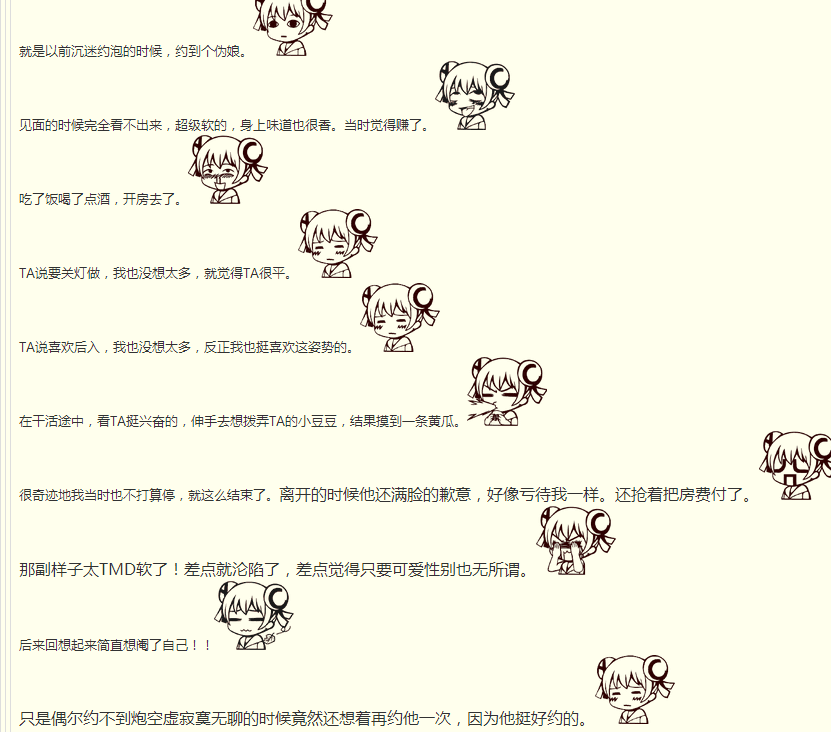 就是以前沉迷约泡的时候，约到个伪娘。
见面的时候完全看不出来，超级软的，身上味道也很香。当时觉得赚了。
吃了饭喝了点酒，开房去了。
TA说要关灯做，我也没想太多，就觉得TA很平。
TA说喜欢后入，我也没想太多，反正我也挺喜欢这姿势的。
在干活途中，看TA挺兴奋的，伸手去想拨弄TA的小豆豆，结果摸到一条黄瓜。
很奇迹地我当时也不打算停，就这么结束了。离开的时候他还满脸的歉意，好像亏待我一样。还抢着把房费付了。
那副样子太TMD软了！差点就沦陷了，差点觉得只要可爱性别也无所谓。
后来回想起来简直想阉了自己！！
只是偶尔约不到炮空虚寂寞无聊的时候竟然还想着再约他一次，因为他挺好约的。